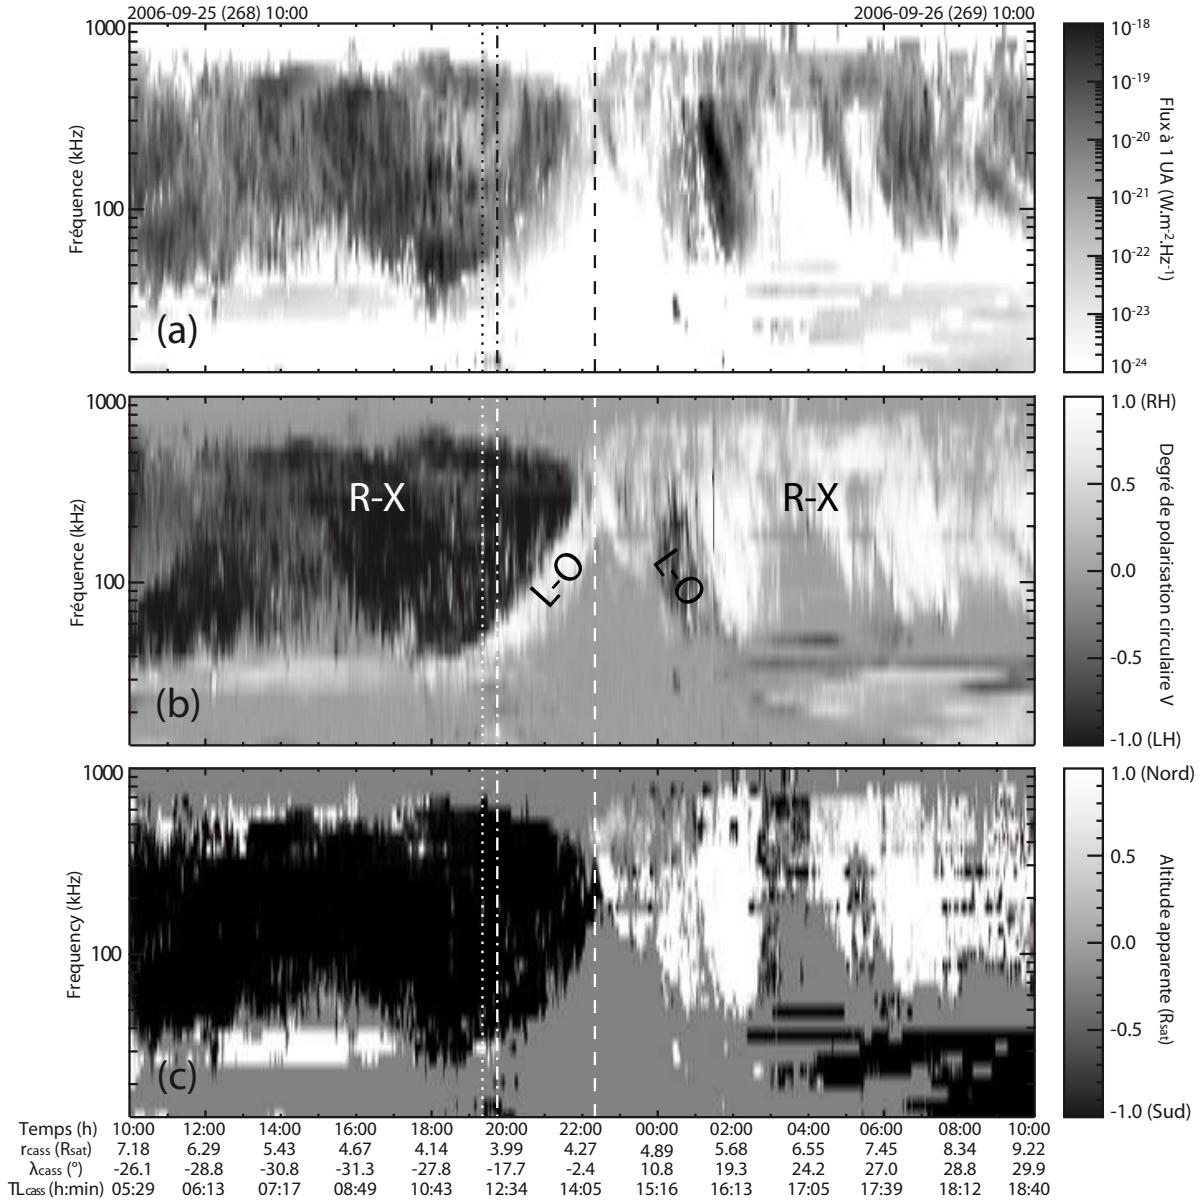 2006-09-25 (268) 10:00
2006-09-26 (269) 10:00
1000
100
Fréquence (kHz)
(a)
10-18
10-19
10-20
10-21
10-22
10-23
10-24
Flux à 1 UA (W.m-2.Hz-1)
1000
100
Fréquence (kHz)
R-X
L-O
L-O
R-X
(b)
1.0 (RH)
0.5
0.0
-0.5
-1.0 (LH)
Degré de polarisation circulaire V
1000
100
Frequency (kHz)
(c)
1.0 (Nord)
0.5
0.0
-0.5
-1.0 (Sud)
Altitude apparente (Rsat)
Temps (h) 10:00 12:00 14:00 16:00 18:00 20:00 22:00 00:00 02:00 04:00 06:00 08:00 10:00
rcass (Rsat) 7.18 6.29 5.43 4.67 4.14 3.99 4.27 4.89 5.68 6.55 7.45 8.34 9.22
λcass (°) -26.1 -28.8 -30.8 -31.3 -27.8 -17.7 -2.4 10.8 19.3 24.2 27.0 28.8 29.9
TLcass (h:min) 05:29 06:13 07:17 08:49 10:43 12:34 14:05 15:16 16:13 17:05 17:39 18:12 18:40